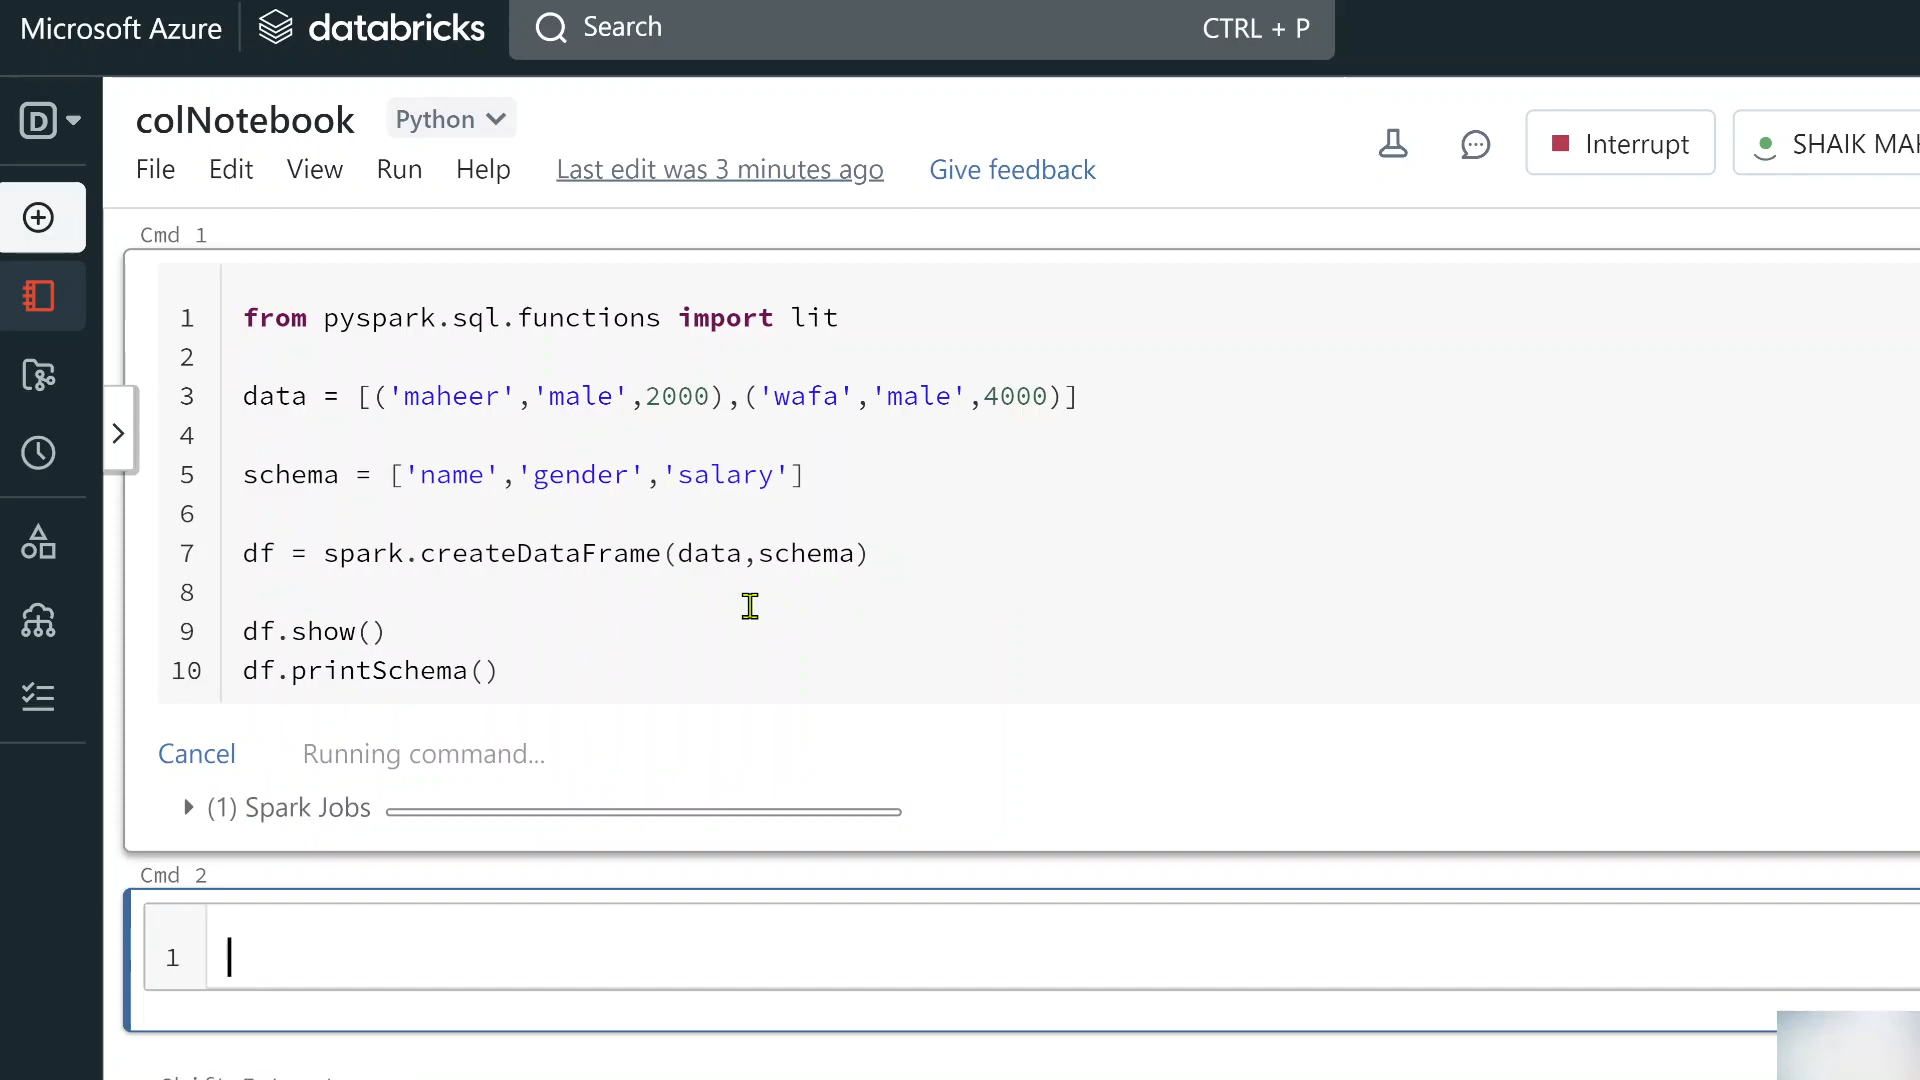 Microsoft Azure databricks Search CTRL + P
colNotebook Python
File Edit View Run Help Last edit was 3 minutes ago Give feedback Interrupt SHAIK MAH
Cmd 1
1 from pyspark.sql.functions import lit
2
3 data = [('maheer','male',2000),('wafa','male',4000)]
4
5 schema = ['name','gender','salary']
6
7 df = spark.createDataFrame(data,schema)
8
9 df.show()
10 df.printSchema()
Cancel Running command...
(1) Spark Jobs
Cmd 2
1